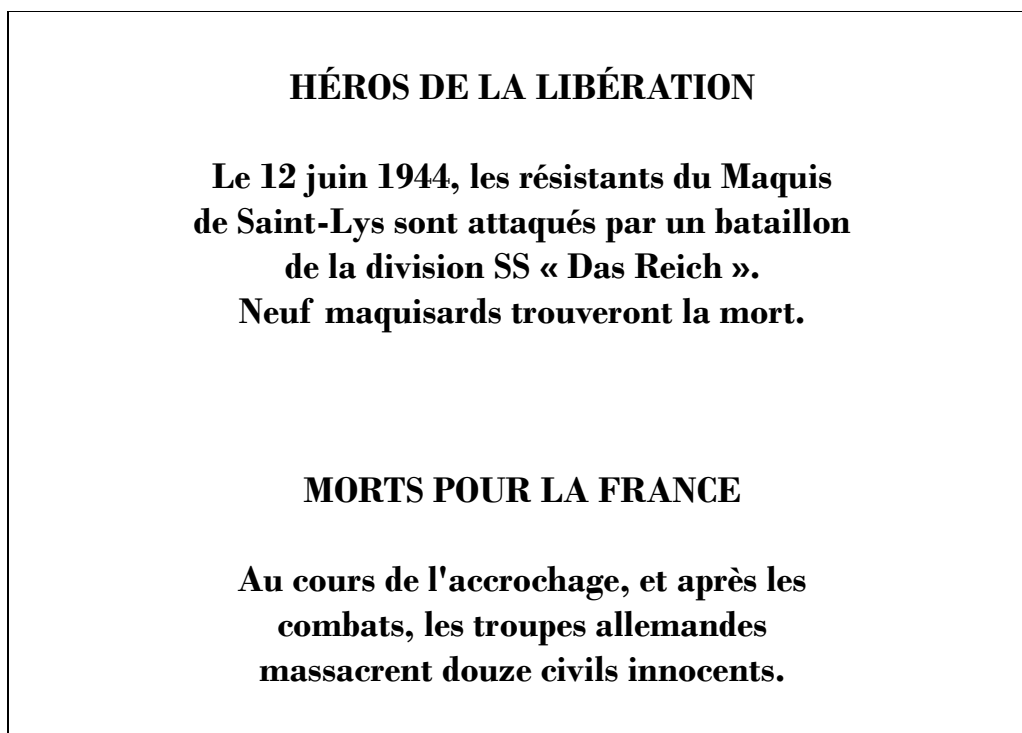 HÉROS DE LA LIBÉRATION
Le 12 juin 1944, les résistants du Maquis
de Saint-Lys sont attaqués par un bataillon
de la division SS « Das Reich ».
Neuf maquisards trouveront la mort.
MORTS POUR LA FRANCE
Au cours de l'accrochage, et après les
combats, les troupes allemandes
massacrent douze civils innocents.